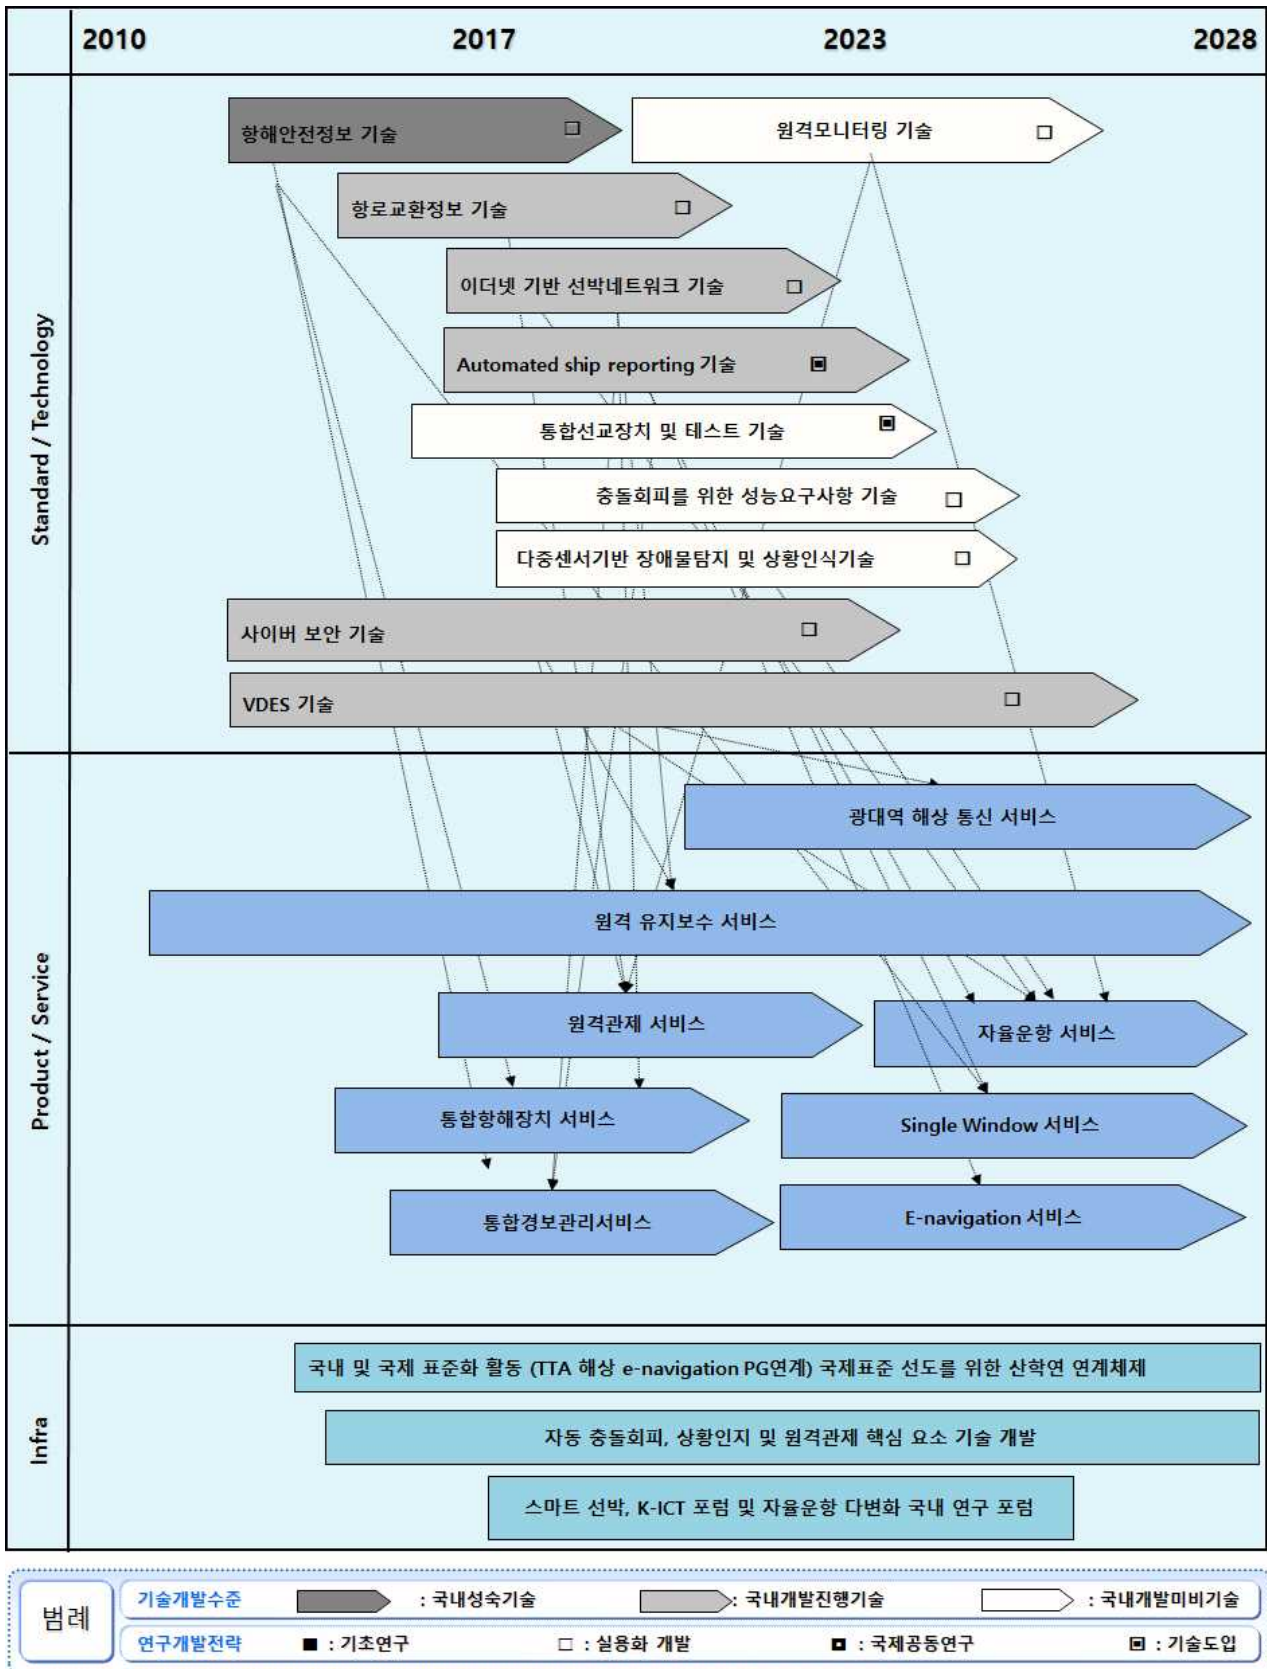 2010 2017 2023 2028
Standard / Technology
항해안전정보 기술
원격모니터링 기술
항로교환정보 기술
이더넷 기반 선박네트워크 기술
Automated ship reporting 기술
통합선교장치 및 테스트 기술
충돌회피를 위한 성능요구사항 기술
다중센서기반 장애물탐지 및 상황인식기술
사이버 보안 기술
VDES 기술
Product / Service
광대역 해상 통신 서비스
원격 유지보수 서비스
원격관제 서비스
자율운항 서비스
통합항해장치 서비스
Single Window 서비스
통합경보관리서비스
E-navigation 서비스
Infra
국내 및 국제 표준화 활동 (TTA 해상 e-navigation PG연계) 국제표준 선도를 위한 산학연 연계체제
자동 충돌회피, 상황인지 및 원격관제 핵심 요소 기술 개발
스마트 선박, K-ICT 포럼 및 자율운항 다변화 국내 연구 포럼
범례
기술개발수준 : 국내성숙기술 : 국내개발진행기술 : 국내개발미비기술
연구개발전략 ■ : 기초연구 □ : 실용화 개발 ◘ : 국제공동연구 ▣ : 기술도입